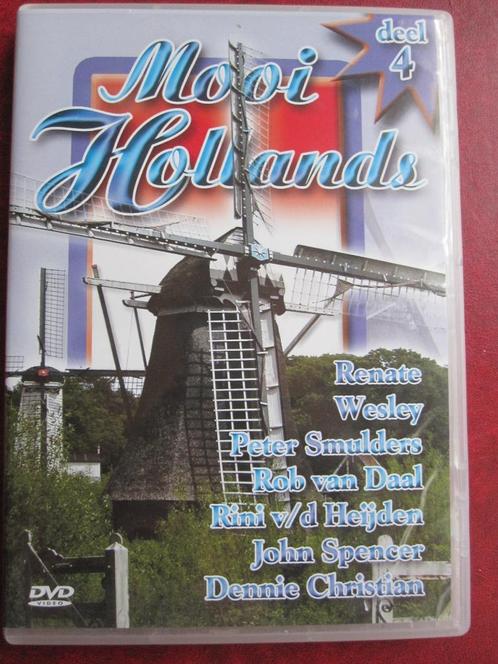 deel
4
Mooi
Hollands
Renate
Wesley
Peter Smulders
Rob van Daal
Rini v/d Heijden
John Spencer
Dennie Christian
DVD
VIDEO